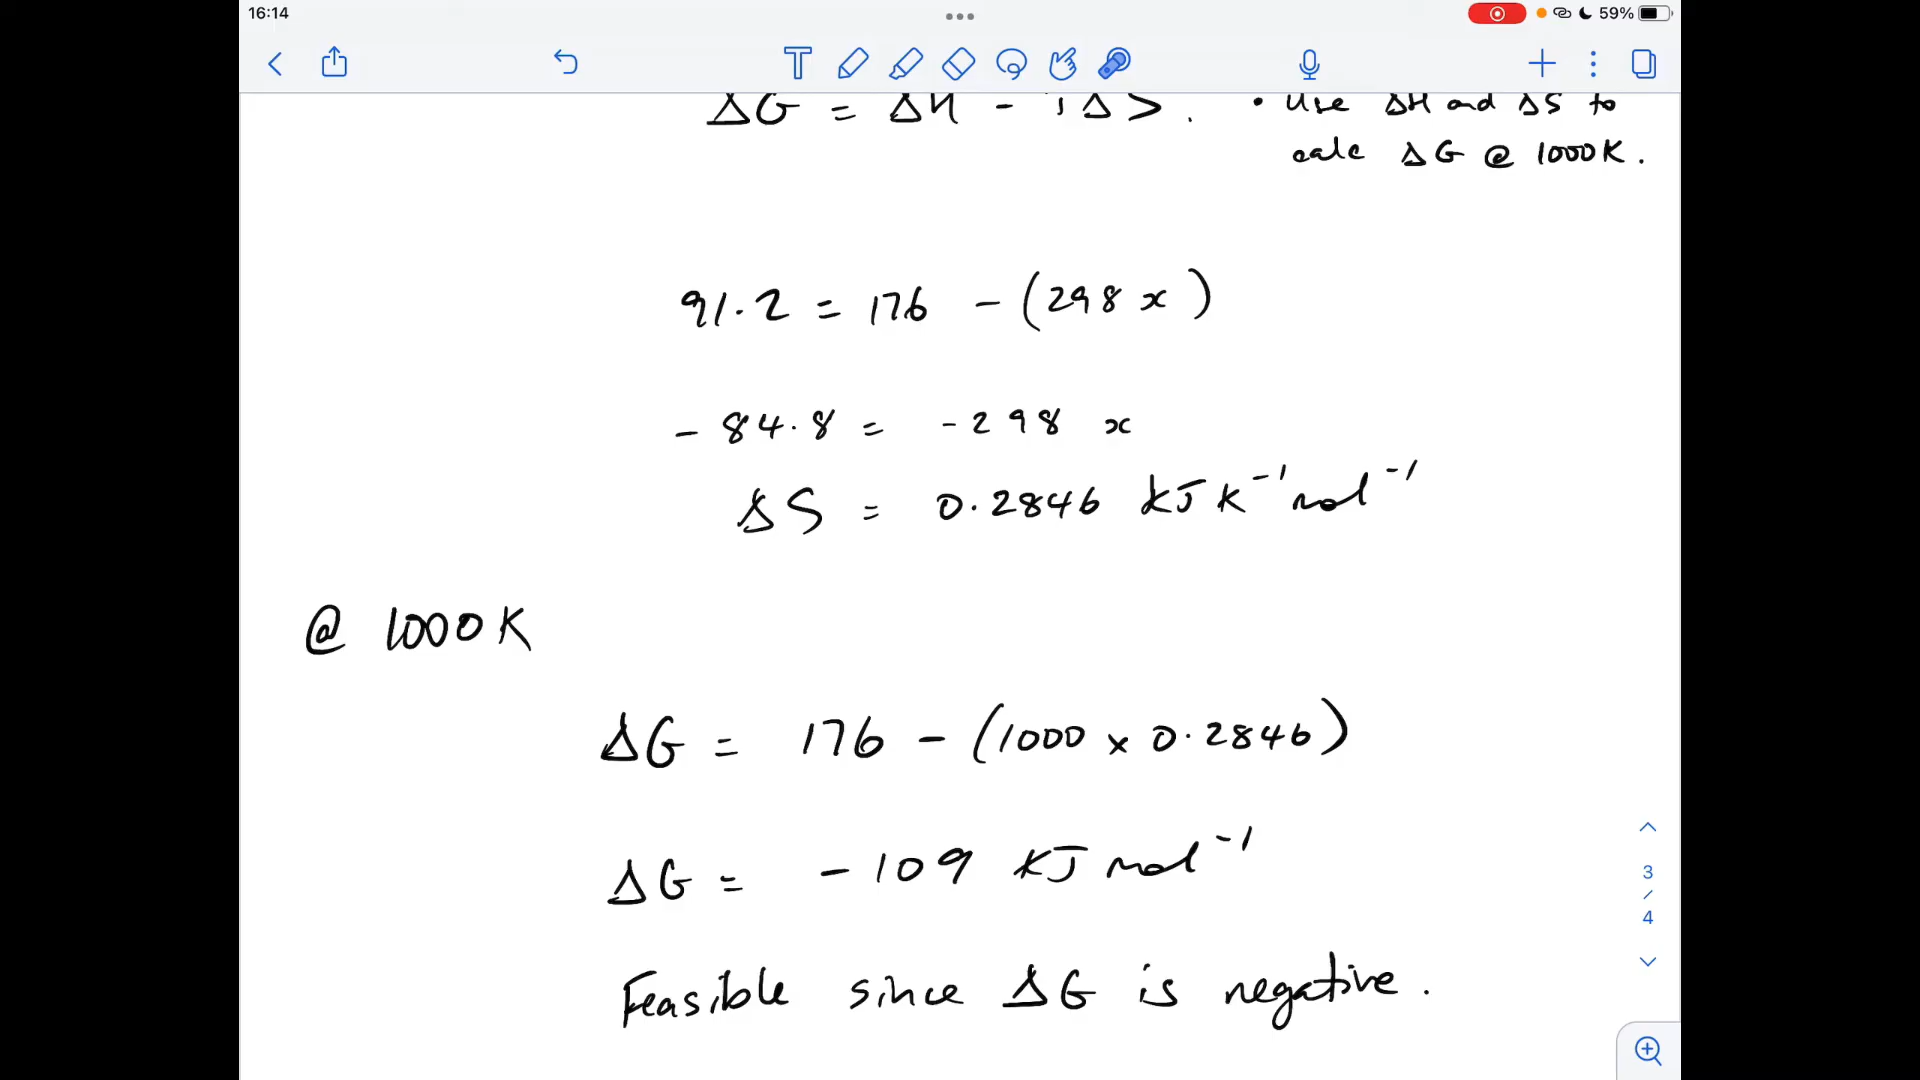 16:14
59%
ΔG = ΔH - TΔS.
• Use ΔH and ΔS to
calc ΔG @ 1000K.
91.2 = 176 - (298 x)
- 84.8 = -298 x
ΔS = 0.2846 kJ K⁻¹ mol⁻¹
@ 1000K
ΔG = 176 - (1000 x 0.2846)
ΔG = -109 kJ mol⁻¹
Feasible since ΔG is negative.
3
/
4